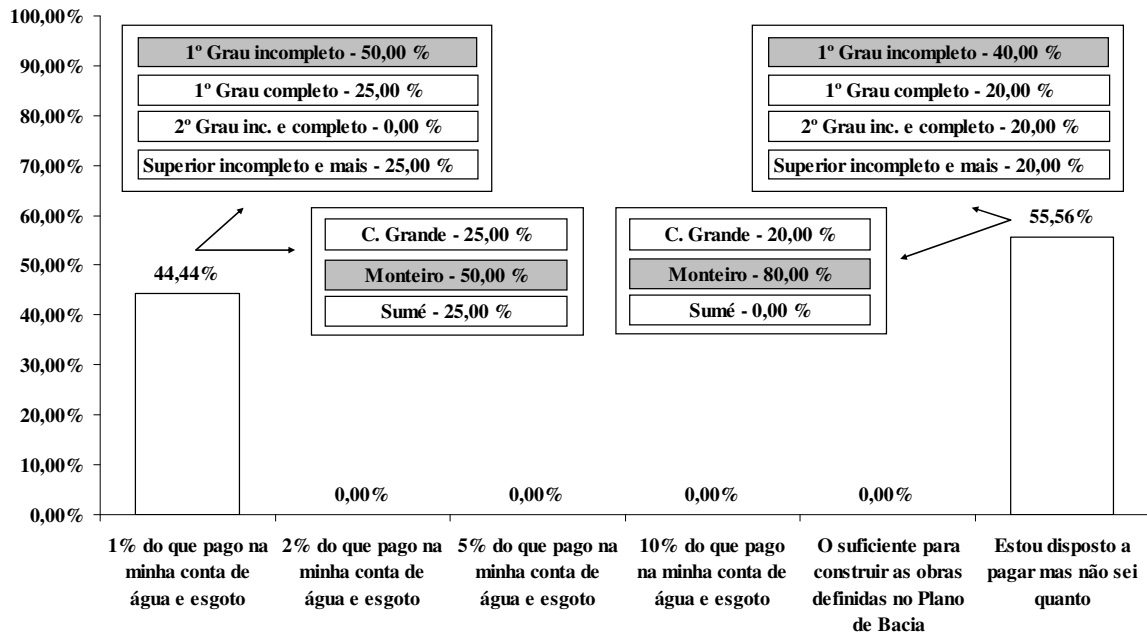 100,00%
90,00%
80,00%
70,00%
60,00%
50,00%
40,00%
30,00%
20,00%
10,00%
0,00%
1º Grau incompleto - 50,00 %
1º Grau completo - 25,00 %
2º Grau inc. e completo - 0,00 %
Superior incompleto e mais - 25,00 %
1º Grau incompleto - 40,00 %
1º Grau completo - 20,00 %
2º Grau inc. e completo - 20,00 %
Superior incompleto e mais - 20,00 %
C. Grande - 25,00 %
Monteiro - 50,00 %
Sumé - 25,00 %
C. Grande - 20,00 %
Monteiro - 80,00 %
Sumé - 0,00 %
44,44%
0,00%
0,00%
0,00%
0,00%
55,56%
1% do que pago na
minha conta de
água e esgoto
2% do que pago na
minha conta de
água e esgoto
5% do que pago na
minha conta de
água e esgoto
10% do que pago
na minha conta de
água e esgoto
O suficiente para
construir as obras
definidas no Plano
de Bacia
Estou disposto a
pagar mas não sei
quanto